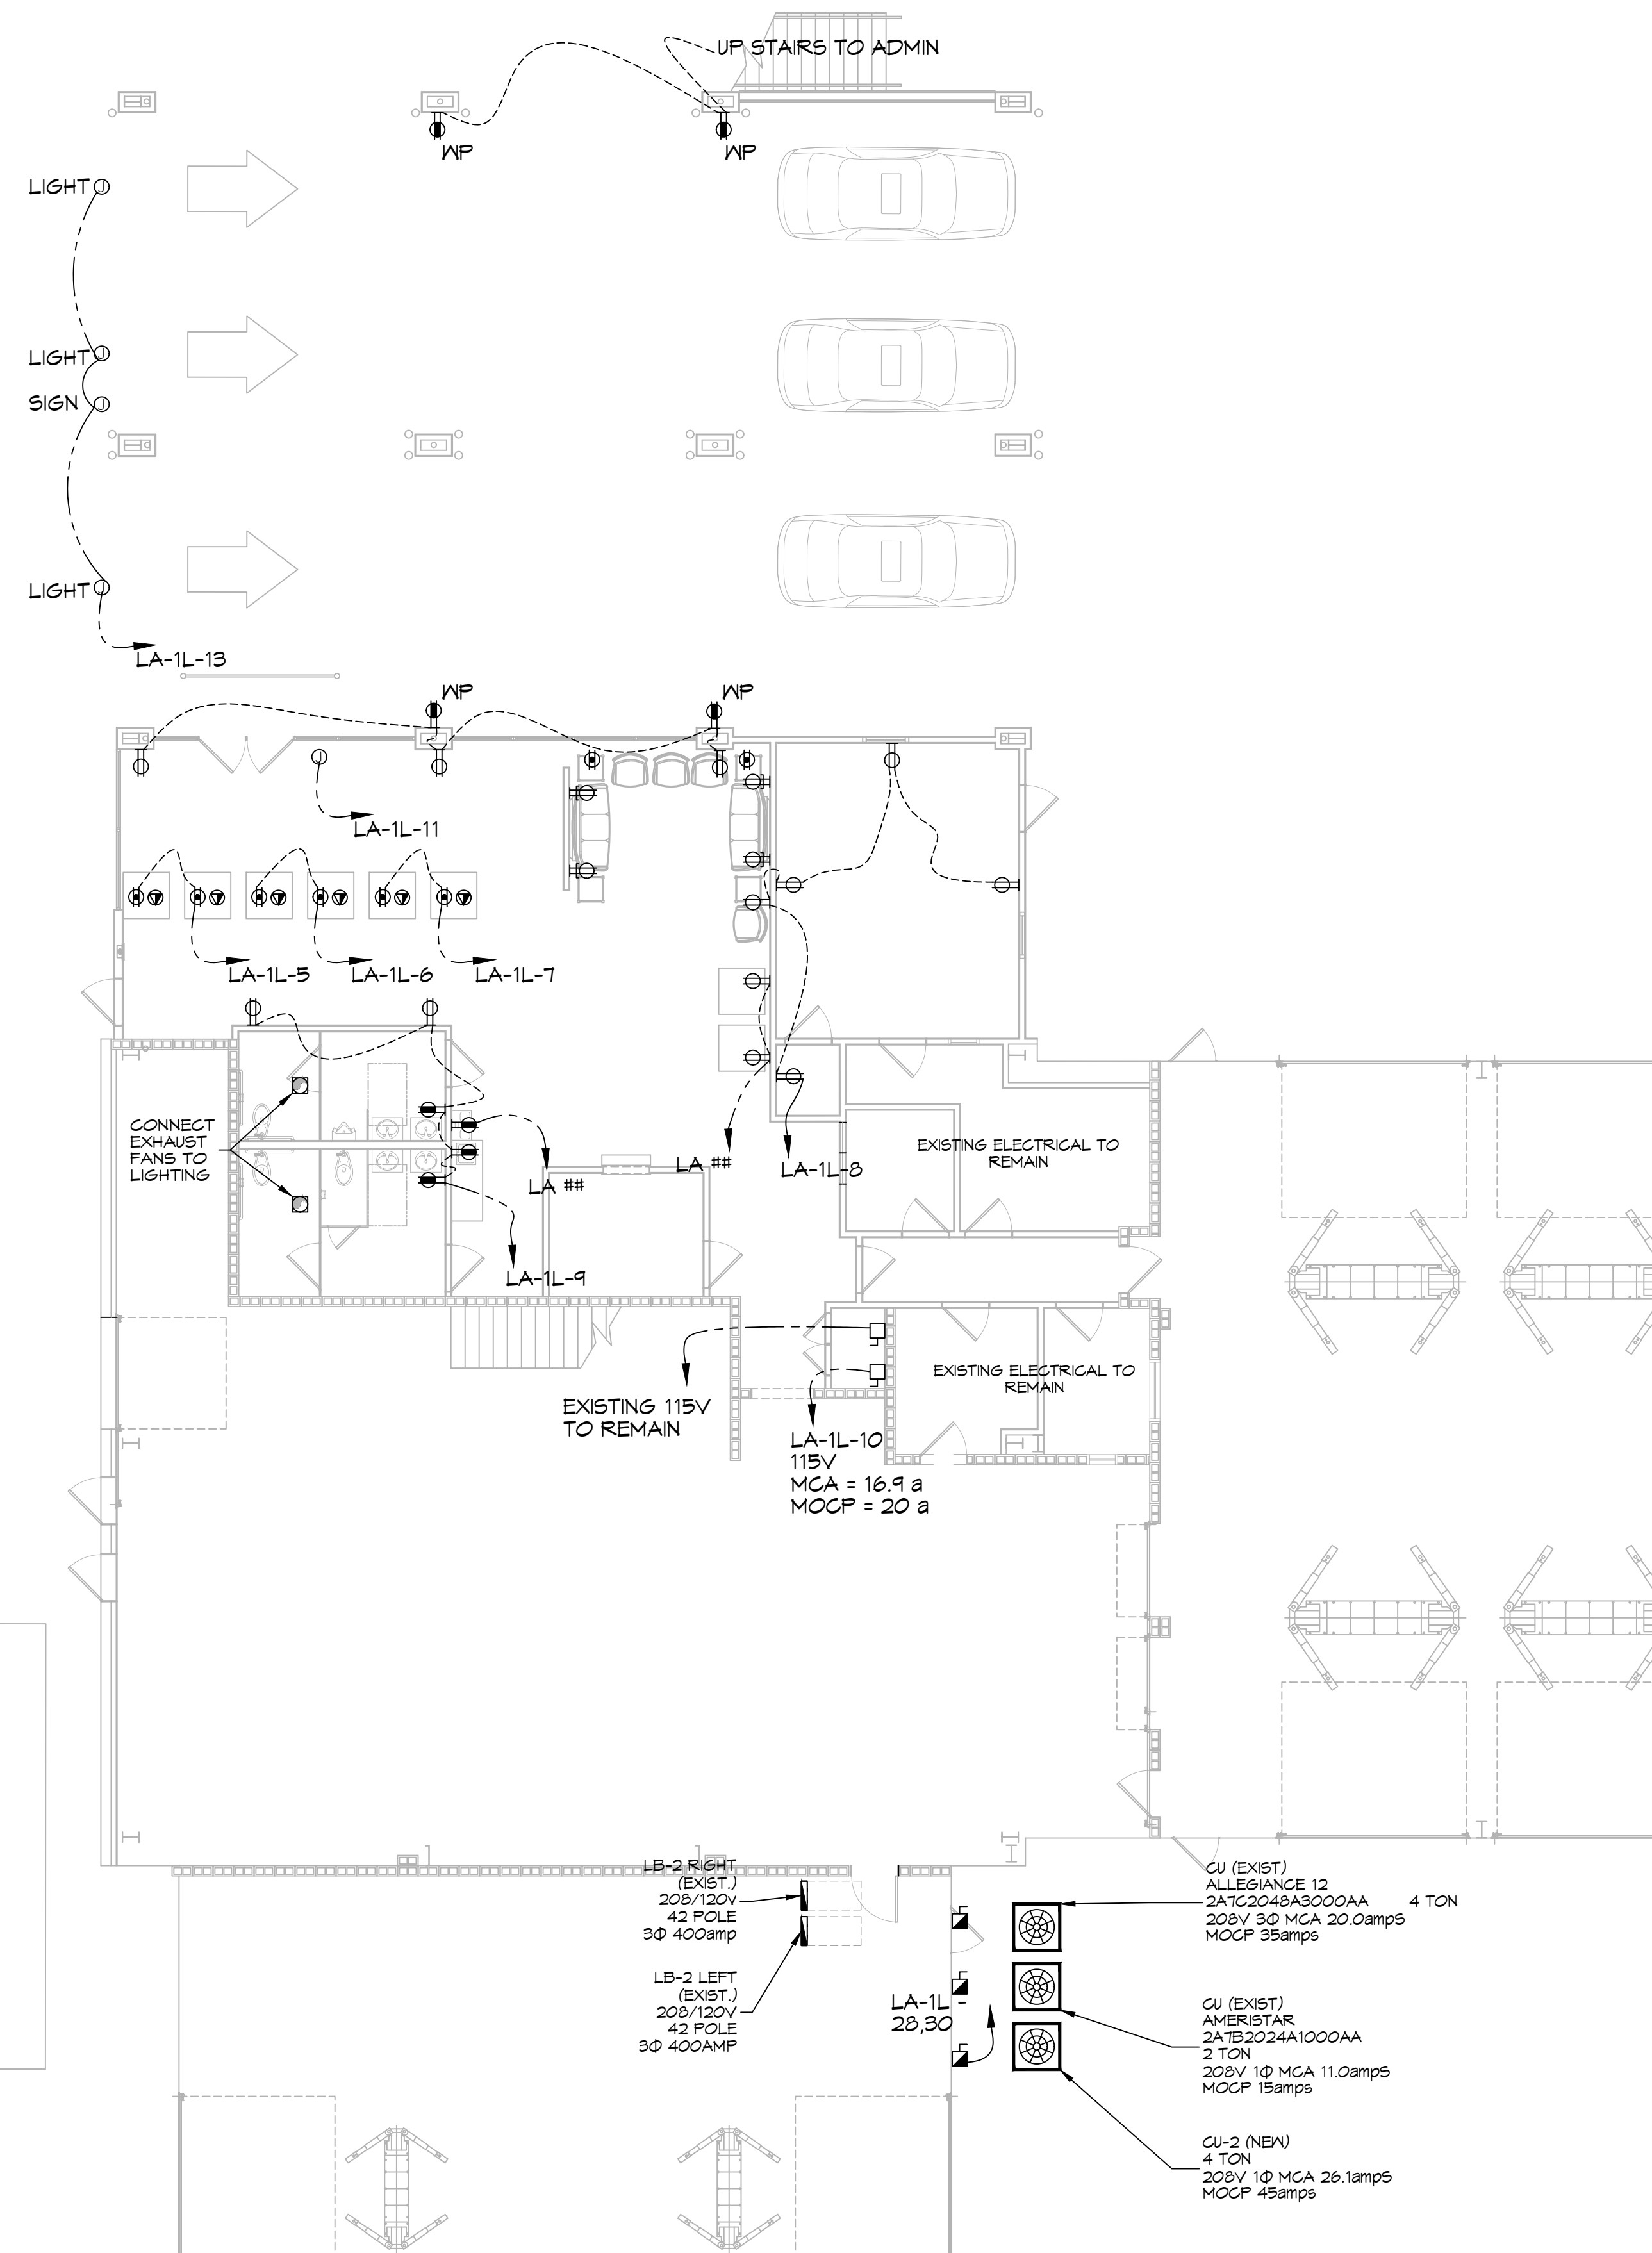 UP STAIRS TO ADMIN
WP
WP
LIGHT
LIGHT
SIGN
LIGHT
LA-1L-13
WP
WP
LA-1L-11
LA-1L-5
LA-1L-6
LA-1L-7
CONNECT
EXHAUST
FANS TO
LIGHTING
LA ##
LA ##
LA-1L-8
EXISTING ELECTRICAL TO
REMAIN
LA-1L-9
EXISTING ELECTRICAL TO
REMAIN
EXISTING 115V
TO REMAIN
LA-1L-10
115V
MCA = 16.9 a
MOCP = 20 a
LB-2 RIGHT
(EXIST.)
208/120V
42 POLE
3Φ 400amp
LB-2 LEFT
(EXIST.)
208/120V
42 POLE
3Φ 400AMP
LA-1L -
28,30
CU (EXIST)
ALLEGIANCE 12
2A7C2048A3000AA 4 TON
208V 3Φ MCA 20.0ampS
MOCP 35amps
CU (EXIST)
AMERISTAR
2A7B2024A1000AA
2 TON
208V 1Φ MCA 11.0ampS
MOCP 15amps
CU-2 (NEW)
4 TON
208V 1Φ MCA 26.1ampS
MOCP 45amps